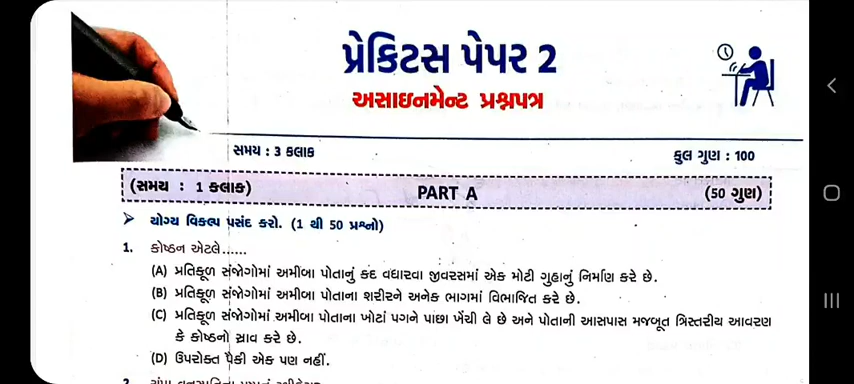 પ્રેક્ટિસ પેપર 2
અસાઇનમેન્ટ પ્રશ્નપત્ર
સમય : 3 કલાક કુલ ગુણ : 100
(સમય : 1 કલાક) PART A (50 ગુણ)
➤ યોગ્ય વિકલ્પ પસંદ કરો. (1 થી 50 પ્રશ્નો)
1. કોષ્ઠન એટલે......
(A) પ્રતિકૂળ સંજોગોમાં અમીબા પોતાનું કદ વધારવા જીવરસમાં એક મોટી ગુહાનું નિર્માણ કરે છે.
(B) પ્રતિકૂળ સંજોગોમાં અમીબા પોતાના શરીરને અનેક ભાગમાં વિભાજિત કરે છે.
(C) પ્રતિકૂળ સંજોગોમાં અમીબા પોતાના ખોટાં પગને પાછા ખેંચી લે છે અને પોતાની આસપાસ મજબૂત ત્રિસ્તરીય આવરણ
કે કોષ્ઠનો સ્રાવ કરે છે.
(D) ઉપરોક્ત પૈકી એક પણ નહીં.
2.